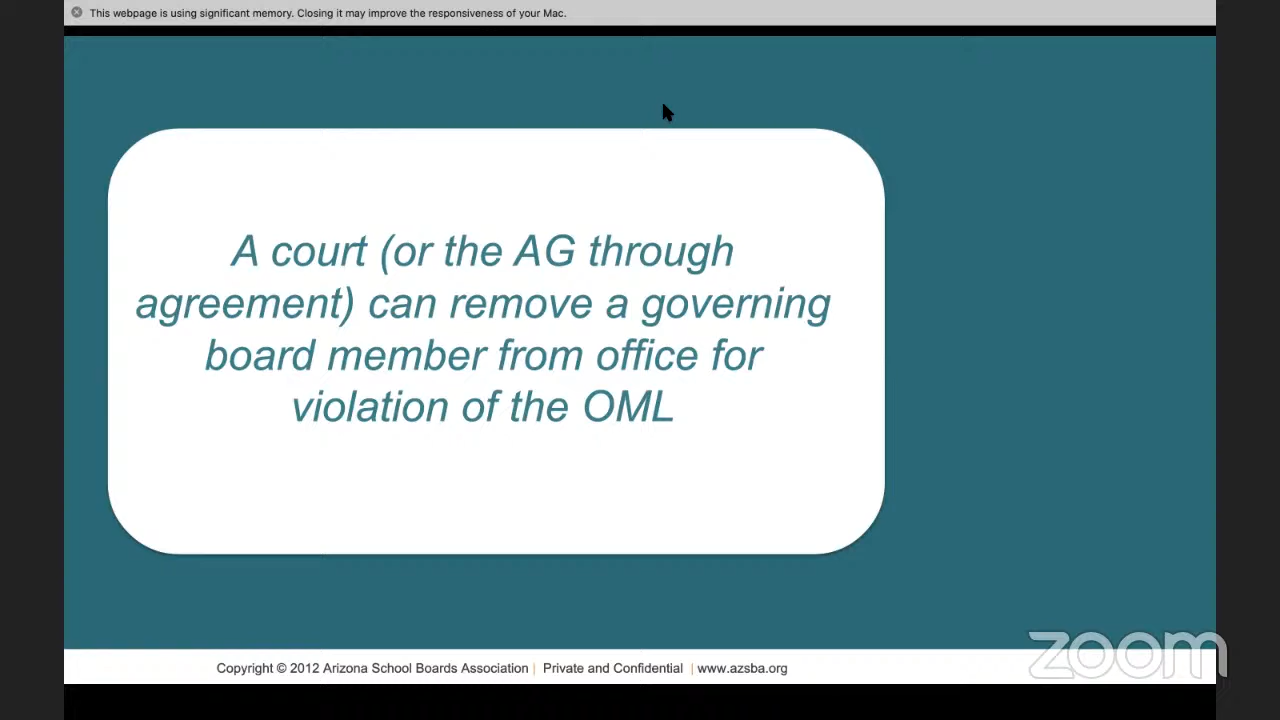 This webpage is using significant memory. Closing it may improve the responsiveness of your Mac.
A court (or the AG through
agreement) can remove a governing
board member from office for
violation of the OML
Copyright © 2012 Arizona School Boards Association | Private and Confidential | www.azsba.org
zoom